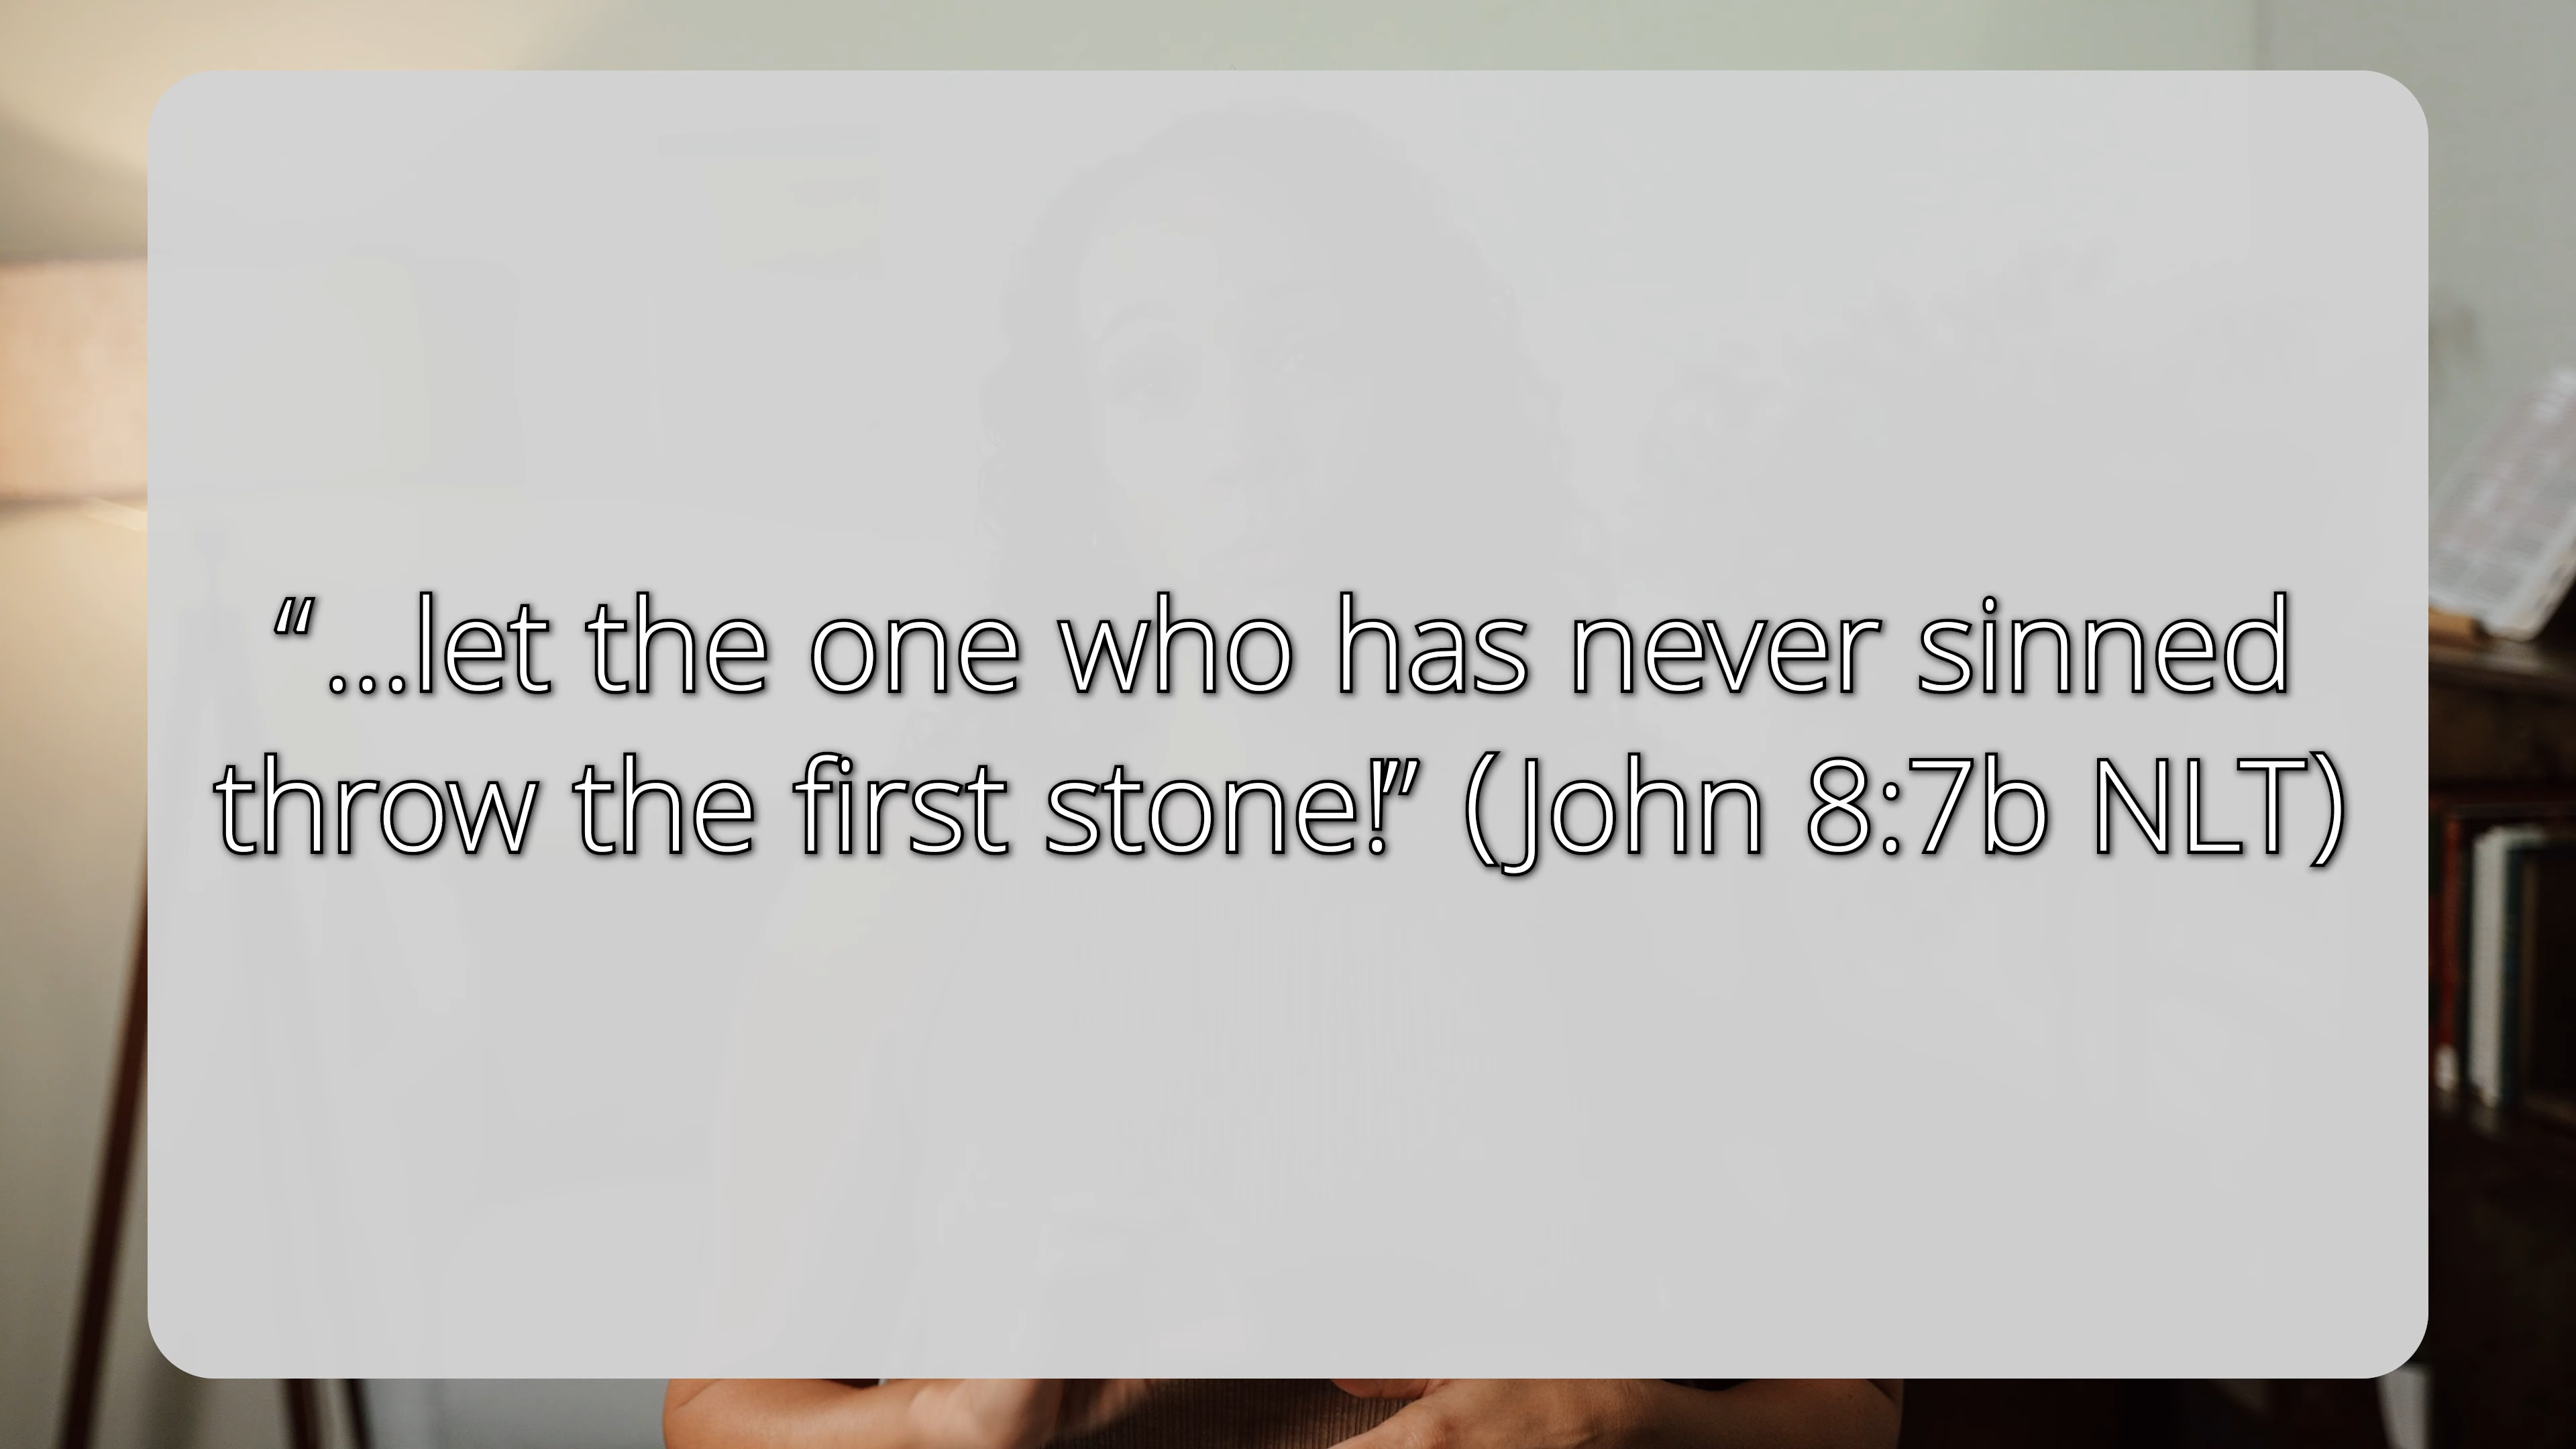 “...let the one who has never sinned
throw the first stone!” (John 8:7b NLT)